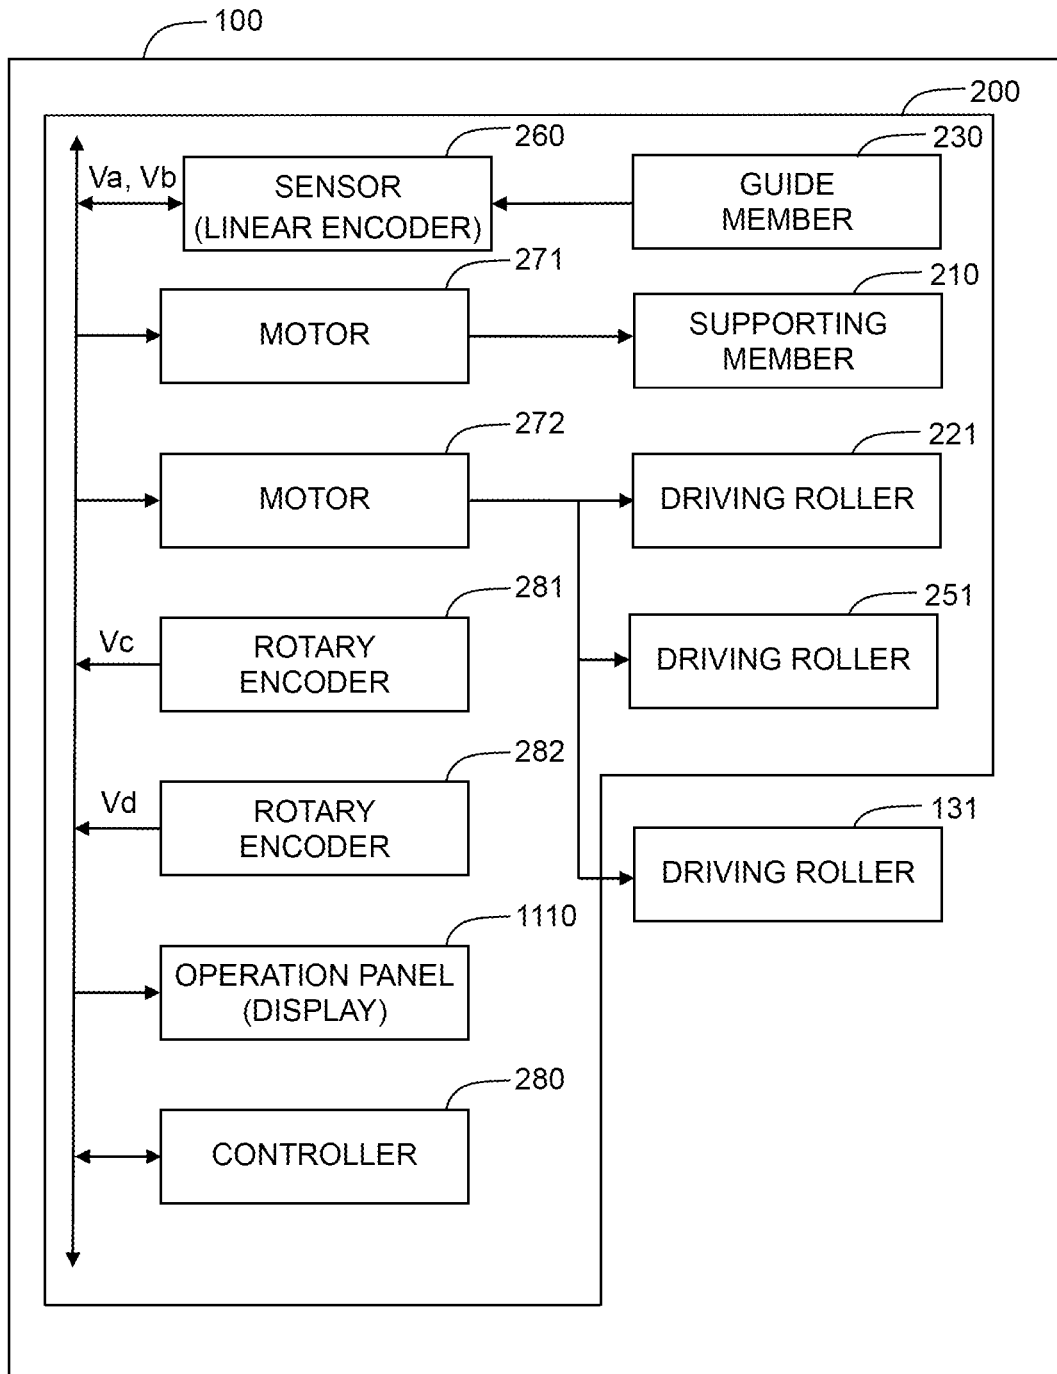 100
200
260
230
Va, Vb
SENSOR
(LINEAR ENCODER)
GUIDE
MEMBER
271
210
MOTOR
SUPPORTING
MEMBER
272
221
MOTOR
DRIVING ROLLER
281
251
Vc
ROTARY
ENCODER
DRIVING ROLLER
282
131
Vd
ROTARY
ENCODER
DRIVING ROLLER
1110
OPERATION PANEL
(DISPLAY)
280
CONTROLLER